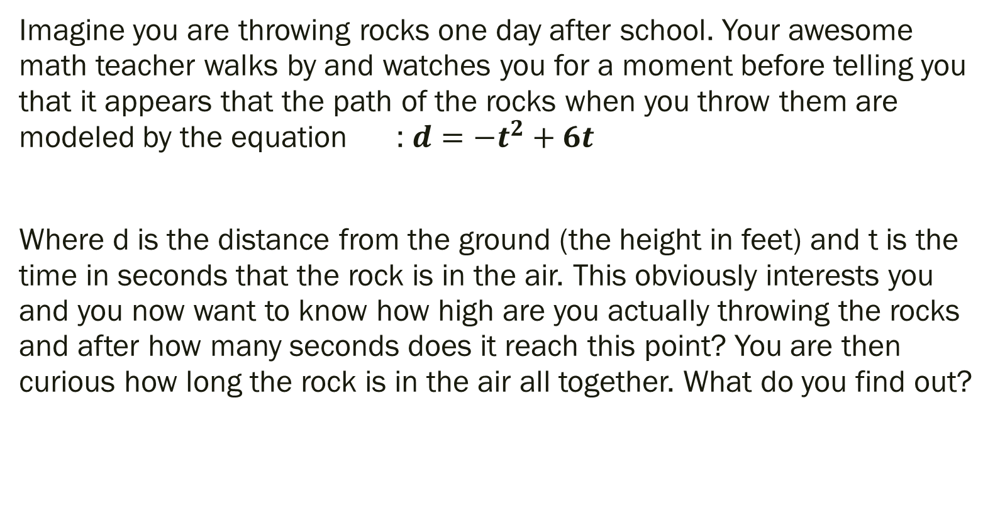 Imagine you are throwing rocks one day after school. Your awesome
math teacher walks by and watches you for a moment before telling you
that it appears that the path of the rocks when you throw them are
modeled by the equation : d = −t² + 6t
Where d is the distance from the ground (the height in feet) and t is the
time in seconds that the rock is in the air. This obviously interests you
and you now want to know how high are you actually throwing the rocks
and after how many seconds does it reach this point? You are then
curious how long the rock is in the air all together. What do you find out?